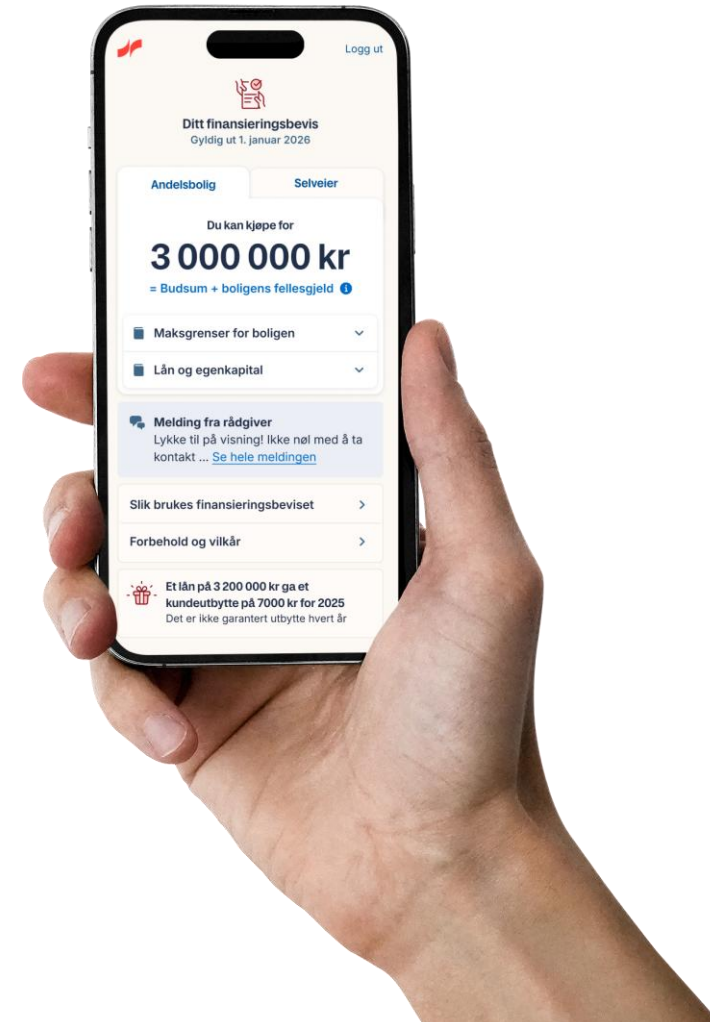 Logg ut
Ditt finansieringsbevis
Gyldig ut 1. januar 2026
Andelsbolig
Selveier
Du kan kjøpe for
3 000 000 kr
= Budsum + boligens fellesgjeld
Maksgrenser for boligen
Lån og egenkapital
Melding fra rådgiver
Lykke til på visning! Ikke nøl med å ta
kontakt ... Se hele meldingen
Slik brukes finansieringsbeviset
Forbehold og vilkår
Et lån på 3 200 000 kr ga et
kundeutbytte på 7000 kr for 2025
Det er ikke garantert utbytte hvert år